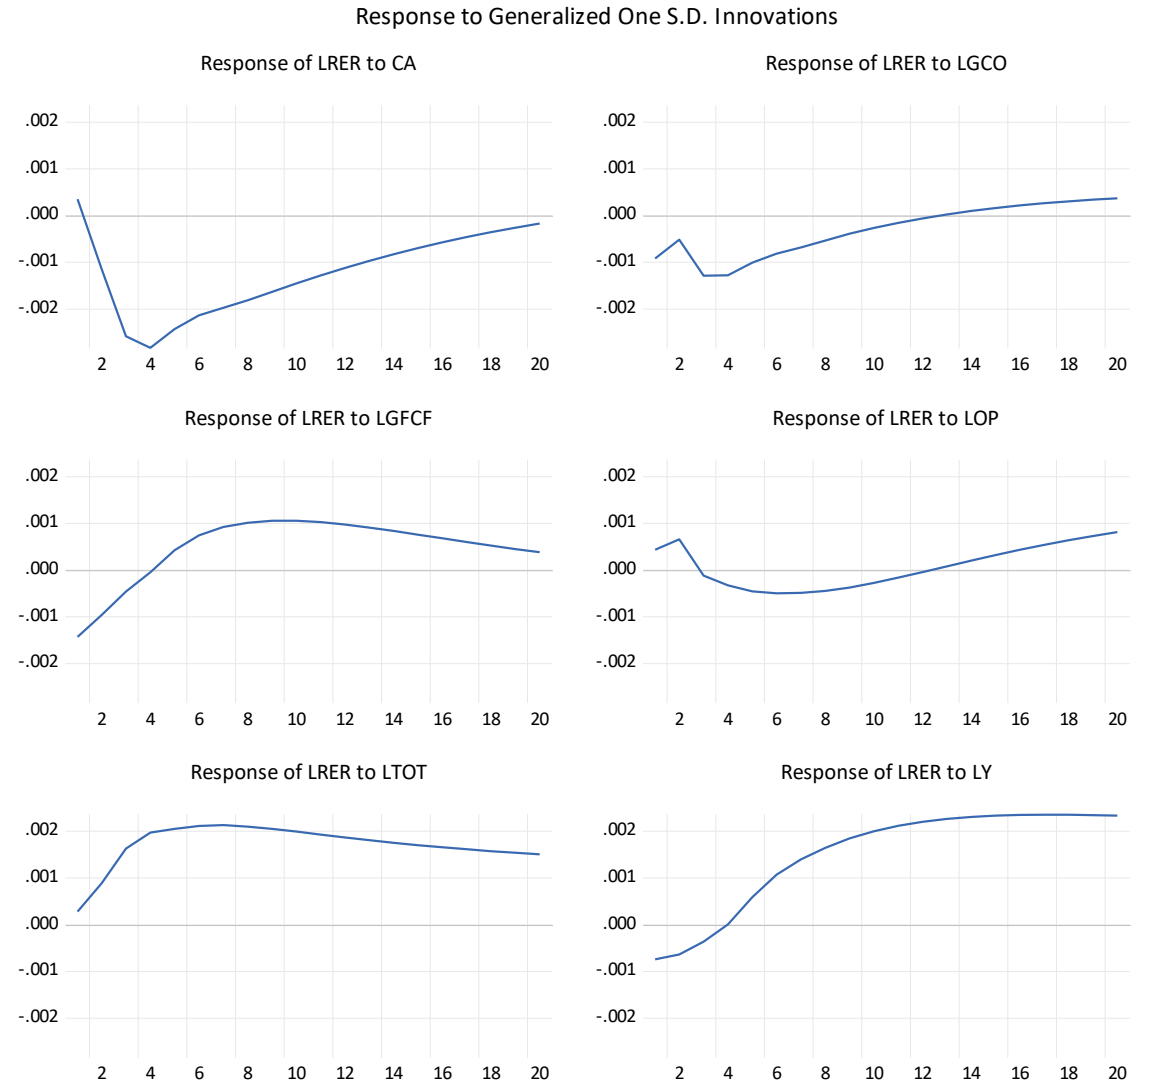 Response to Generalized One S.D. Innovations
Response of LRER to CA
.002
.001
.000
-.001
-.002
2 4 6 8 10 12 14 16 18 20
Response of LRER to LGCO
.002
.001
.000
-.001
-.002
2 4 6 8 10 12 14 16 18 20
Response of LRER to LGFCF
.002
.001
.000
-.001
-.002
2 4 6 8 10 12 14 16 18 20
Response of LRER to LOP
.002
.001
.000
-.001
-.002
2 4 6 8 10 12 14 16 18 20
Response of LRER to LTOT
.002
.001
.000
-.001
-.002
2 4 6 8 10 12 14 16 18 20
Response of LRER to LY
.002
.001
.000
-.001
-.002
2 4 6 8 10 12 14 16 18 20